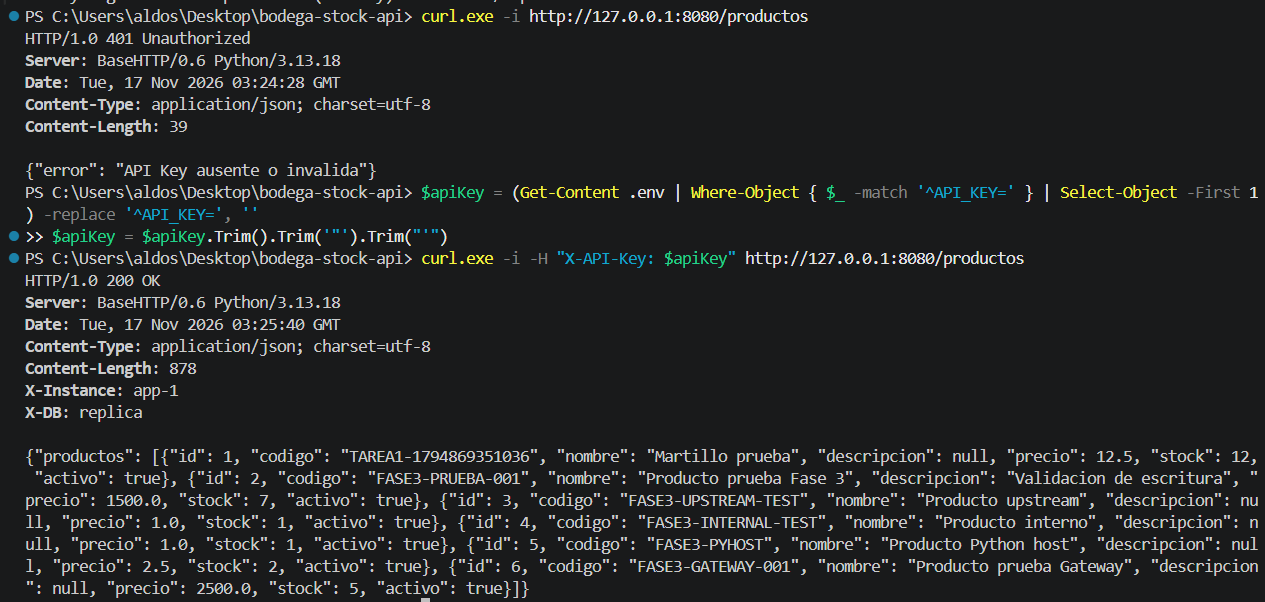 PS C:\Users\aldos\Desktop\bodega-stock-api> curl.exe -i http://127.0.0.1:8080/productos
HTTP/1.0 401 Unauthorized
Server: BaseHTTP/0.6 Python/3.13.18
Date: Tue, 17 Nov 2026 03:24:28 GMT
Content-Type: application/json; charset=utf-8
Content-Length: 39

{"error": "API Key ausente o invalida"}
PS C:\Users\aldos\Desktop\bodega-stock-api> $apiKey = (Get-Content .env | Where-Object { $_ -match '^API_KEY=' } | Select-Object -First 1
) -replace '^API_KEY=', ''
>> $apiKey = $apiKey.Trim().Trim('"').Trim("'")
PS C:\Users\aldos\Desktop\bodega-stock-api> curl.exe -i -H "X-API-Key: $apiKey" http://127.0.0.1:8080/productos
HTTP/1.0 200 OK
Server: BaseHTTP/0.6 Python/3.13.18
Date: Tue, 17 Nov 2026 03:25:40 GMT
Content-Type: application/json; charset=utf-8
Content-Length: 878
X-Instance: app-1
X-DB: replica

{"productos": [{"id": 1, "codigo": "TAREA1-1794869351036", "nombre": "Martillo prueba", "descripcion": null, "precio": 12.5, "stock": 12,
 "activo": true}, {"id": 2, "codigo": "FASE3-PRUEBA-001", "nombre": "Producto prueba Fase 3", "descripcion": "Validacion de escritura", "
precio": 1500.0, "stock": 7, "activo": true}, {"id": 3, "codigo": "FASE3-UPSTREAM-TEST", "nombre": "Producto upstream", "descripcion": nu
ll, "precio": 1.0, "stock": 1, "activo": true}, {"id": 4, "codigo": "FASE3-INTERNAL-TEST", "nombre": "Producto interno", "descripcion": n
ull, "precio": 1.0, "stock": 1, "activo": true}, {"id": 5, "codigo": "FASE3-PYHOST", "nombre": "Producto Python host", "descripcion": nul
l, "precio": 2.5, "stock": 2, "activo": true}, {"id": 6, "codigo": "FASE3-GATEWAY-001", "nombre": "Producto prueba Gateway", "descripcion
": null, "precio": 2500.0, "stock": 5, "activo": true}]}